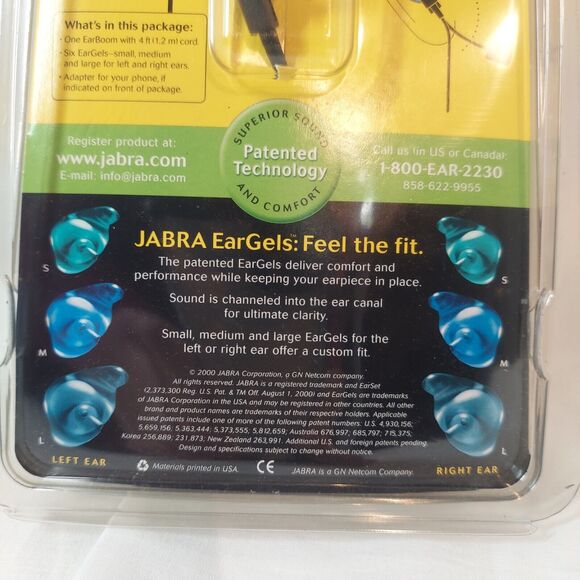 What's in this package:
· One EarBoom with 4 ft (1.2 m) cord.
· Six EarGels–small, medium
and large for left and right ears.
· Adapter for your phone, if
indicated on front of package.
Register product at:
www.jabra.com
E-mail: info@jabra.com
SUPERIOR SOUND
Patented
Technology
AND COMFORT
Call us (in US or Canada):
1-800-EAR-2230
858-622-9955
JABRA EarGels™: Feel the fit.
The patented EarGels deliver comfort and
performance while keeping your earpiece in place.
Sound is channeled into the ear canal
for ultimate clarity.
Small, medium and large EarGels for the
left or right ear offer a custom fit.
S
M
L
LEFT EAR
S
M
L
RIGHT EAR
© 2000 JABRA Corporation, a GN Netcom company.
All rights reserved. JABRA is a registered trademark and EarSet
(2,373,300 Reg. U.S. Pat. & TM Off. August 1, 2000) and EarGels are trademarks
of JABRA Corporation in the USA and may be registered in other countries. All other
brand and product names are trademarks of their respective holders. Applicable
issued patents include one or more of the following patent numbers: U.S. 4,930,156;
5,659,156; 5,363,444; 5,373,555; 5,812,659; Australia 676,997; 685,797; 715,375;
Korea 256,889; 231,873; New Zealand 263,991. Additional U.S. and foreign patents pending.
Design and specifications subject to change without notice.
Materials printed in USA.
CE
JABRA is a GN Netcom Company.